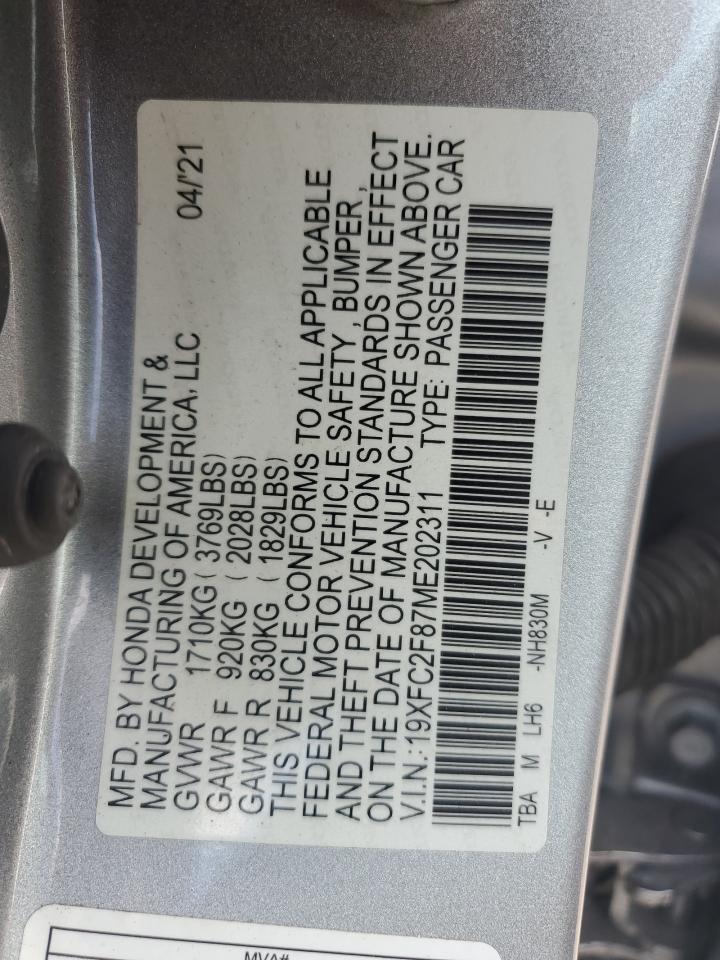 MFD. BY HONDA DEVELOPMENT &
MANUFACTURING OF AMERICA, LLC 04/'21
GVWR 1710KG ( 3769LBS)
GAWR F 920KG ( 2028LBS)
GAWR R 830KG ( 1829LBS)
THIS VEHICLE CONFORMS TO ALL APPLICABLE
FEDERAL MOTOR VEHICLE SAFETY, BUMPER,
AND THEFT PREVENTION STANDARDS IN EFFECT
ON THE DATE OF MANUFACTURE SHOWN ABOVE.
V.I.N.: 19XFC2F87ME202311 TYPE: PASSENGER CAR
TBA M LH6 -NH830M -V -E
MVA#